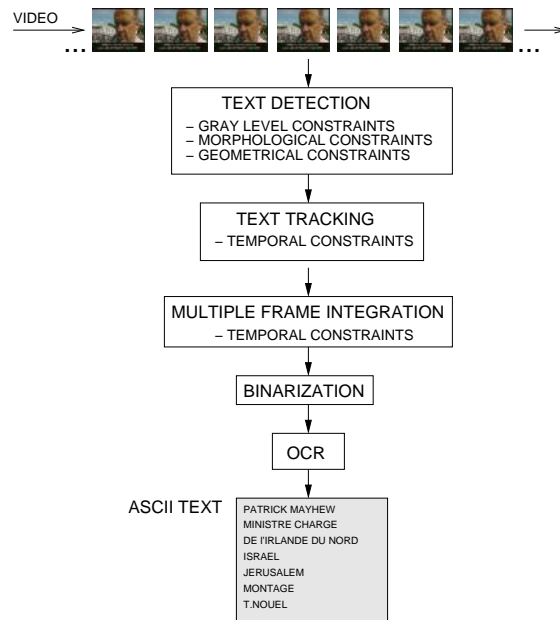 VIDEO
... ...
TEXT DETECTION
– GRAY LEVEL CONSTRAINTS
– MORPHOLOGICAL CONSTRAINTS
– GEOMETRICAL CONSTRAINTS
TEXT TRACKING
– TEMPORAL CONSTRAINTS
MULTIPLE FRAME INTEGRATION
– TEMPORAL CONSTRAINTS
BINARIZATION
OCR
ASCII TEXT
PATRICK MAYHEW
MINISTRE CHARGE
DE l'IRLANDE DU NORD
ISRAEL
JERUSALEM
MONTAGE
T.NOUEL